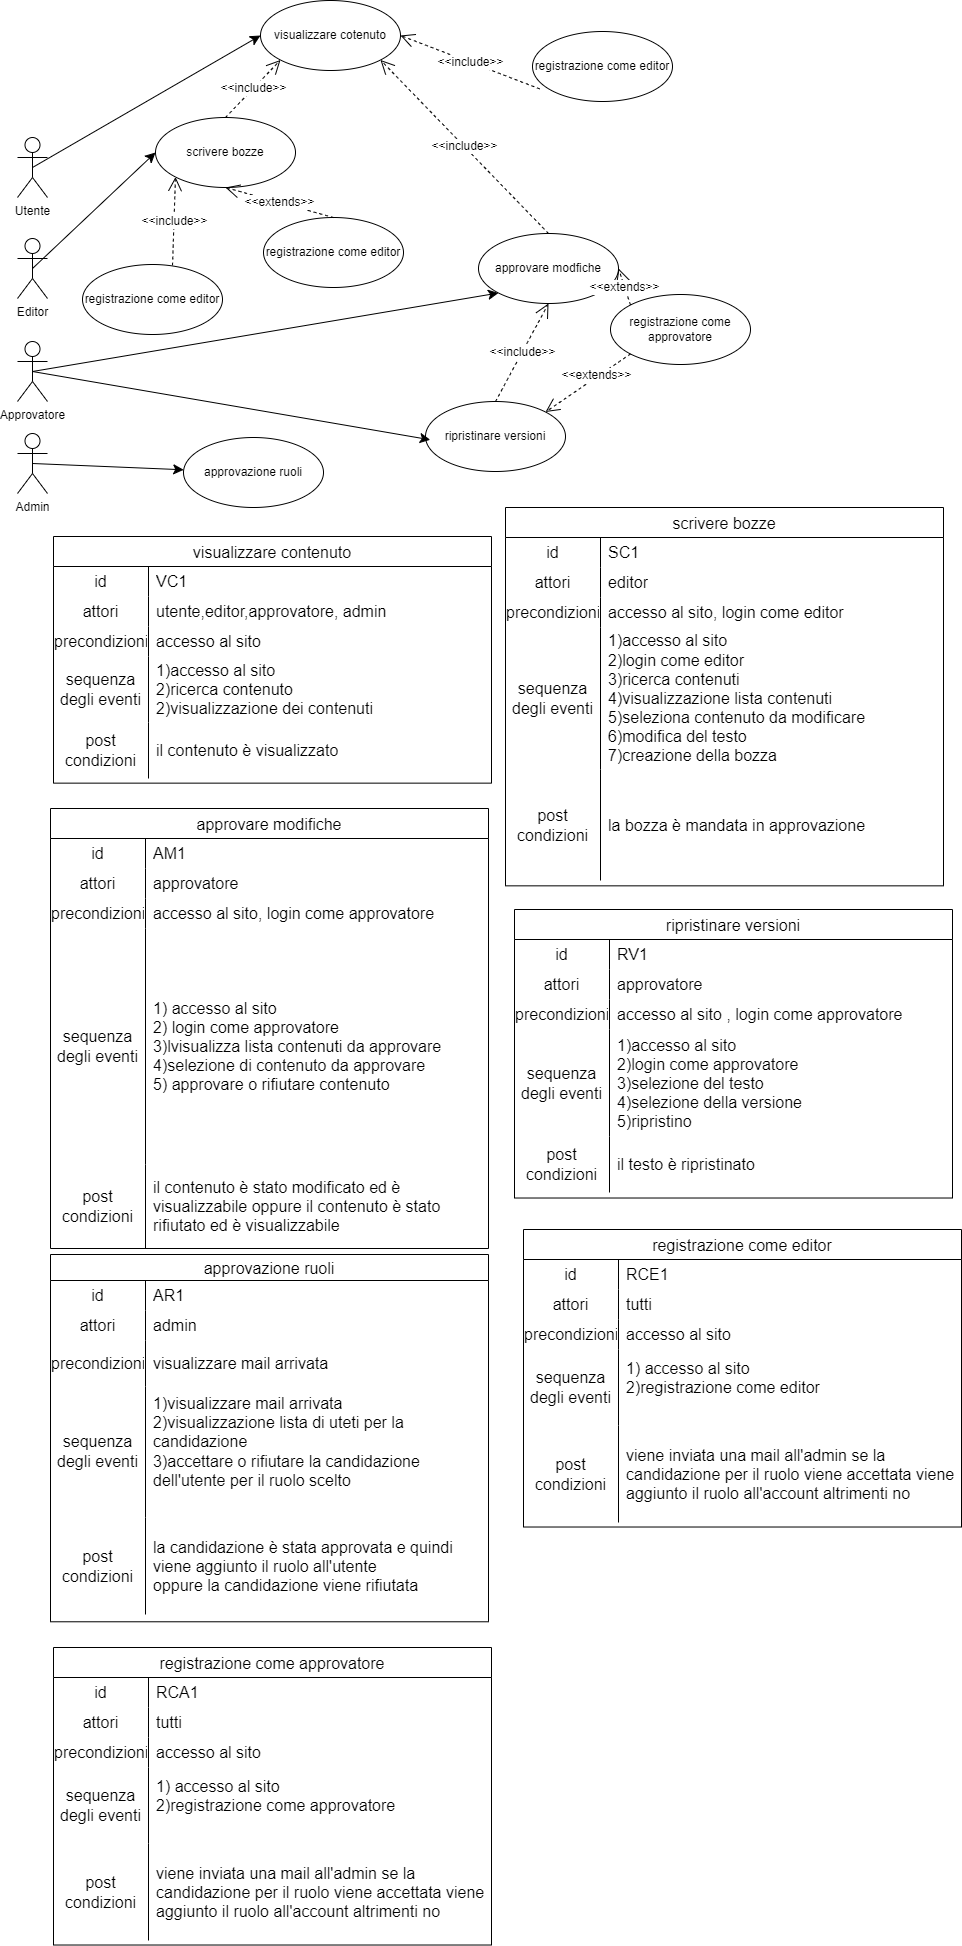 visualizzare cotenuto
<<include>>
registrazione come editor
<<include>>
scrivere bozze
<<include>>
Utente
<<extends>>
<<include>>
registrazione come editor
approvare modfiche
<<extends>>
registrazione come editor
Editor
registrazione come
approvatore
<<include>>
<<extends>>
Approvatore
ripristinare versioni
approvazione ruoli
Admin
visualizzare contenuto
id
VC1
attori
utente,editor,approvatore, admin
precondizioni
accesso al sito
sequenza
degli eventi
1)accesso al sito
2)ricerca contenuto
2)visualizzazione dei contenuti
post
condizioni
il contenuto è visualizzato
scrivere bozze
id
SC1
attori
editor
precondizioni
accesso al sito, login come editor
sequenza
degli eventi
1)accesso al sito
2)login come editor
3)ricerca contenuti
4)visualizzazione lista contenuti
5)seleziona contenuto da modificare
6)modifica del testo
7)creazione della bozza
post
condizioni
la bozza è mandata in approvazione
approvare modifiche
id
AM1
attori
approvatore
precondizioni
accesso al sito, login come approvatore
sequenza
degli eventi
1) accesso al sito
2) login come approvatore
3)lvisualizza lista contenuti da approvare
4)selezione di contenuto da approvare
5) approvare o rifiutare contenuto
post
condizioni
il contenuto è stato modificato ed è
visualizzabile oppure il contenuto è stato
rifiutato ed è visualizzabile
ripristinare versioni
id
RV1
attori
approvatore
precondizioni
accesso al sito , login come approvatore
sequenza
degli eventi
1)accesso al sito
2)login come approvatore
3)selezione del testo
4)selezione della versione
5)ripristino
post
condizioni
il testo è ripristinato
approvazione ruoli
id
AR1
attori
admin
precondizioni
visualizzare mail arrivata
sequenza
degli eventi
1)visualizzare mail arrivata
2)visualizzazione lista di uteti per la
candidazione
3)accettare o rifiutare la candidazione
dell'utente per il ruolo scelto
post
condizioni
la candidazione è stata approvata e quindi
viene aggiunto il ruolo all'utente
oppure la candidazione viene rifiutata
registrazione come editor
id
RCE1
attori
tutti
precondizioni
accesso al sito
sequenza
degli eventi
1) accesso al sito
2)registrazione come editor
post
condizioni
viene inviata una mail all'admin se la
candidazione per il ruolo viene accettata viene
aggiunto il ruolo all'account altrimenti no
registrazione come approvatore
id
RCA1
attori
tutti
precondizioni
accesso al sito
sequenza
degli eventi
1) accesso al sito
2)registrazione come approvatore
post
condizioni
viene inviata una mail all'admin se la
candidazione per il ruolo viene accettata viene
aggiunto il ruolo all'account altrimenti no